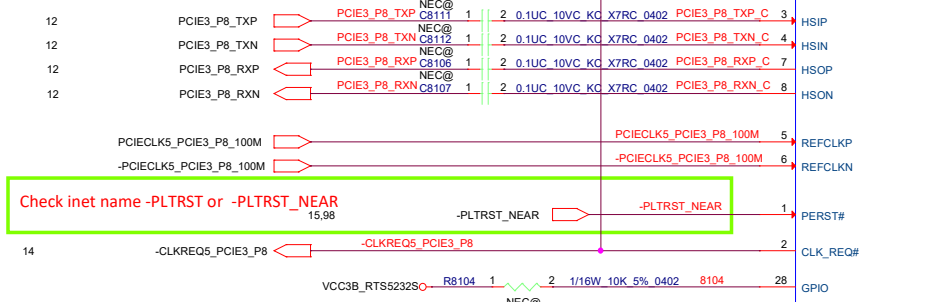 NEC@
12 PCIE3_P8_TXP PCIE3_P8_TXP C8111 1 2 0.1UC_10VC_KC_X7RC_0402 PCIE3_P8_TXP_C 3 HSIP
NEC@
12 PCIE3_P8_TXN PCIE3_P8_TXN C8112 1 2 0.1UC_10VC_KC_X7RC_0402 PCIE3_P8_TXN_C 4 HSIN
NEC@
12 PCIE3_P8_RXP PCIE3_P8_RXP C8106 1 2 0.1UC_10VC_KC_X7RC_0402 PCIE3_P8_RXP_C 7 HSOP
NEC@
12 PCIE3_P8_RXN PCIE3_P8_RXN C8107 1 2 0.1UC_10VC_KC_X7RC_0402 PCIE3_P8_RXN_C 8 HSON
PCIECLK5_PCIE3_P8_100M PCIECLK5_PCIE3_P8_100M 5 REFCLKP
-PCIECLK5_PCIE3_P8_100M -PCIECLK5_PCIE3_P8_100M 6 REFCLKN
Check inet name -PLTRST or -PLTRST_NEAR
15,98 -PLTRST_NEAR -PLTRST_NEAR 1 PERST#
14 -CLKREQ5_PCIE3_P8 -CLKREQ5_PCIE3_P8 2 CLK_REQ#
VCC3B_RTS5232S R8104 1 2 1/16W_10K_5%_0402 8104 28 GPIO
NEC@